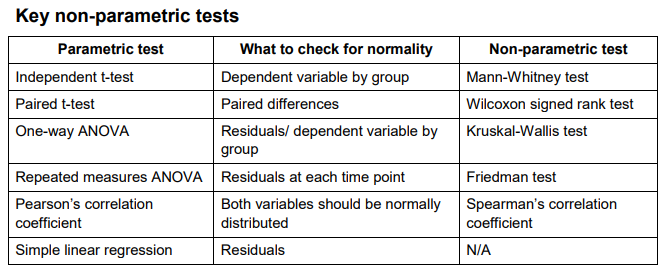 Key non-parametric tests
Parametric test What to check for normality Non-parametric test
Independent t-test Dependent variable by group Mann-Whitney test
Paired t-test Paired differences Wilcoxon signed rank test
One-way ANOVA Residuals/ dependent variable by group Kruskal-Wallis test
Repeated measures ANOVA Residuals at each time point Friedman test
Pearson’s correlation coefficient Both variables should be normally distributed Spearman’s correlation coefficient
Simple linear regression Residuals N/A